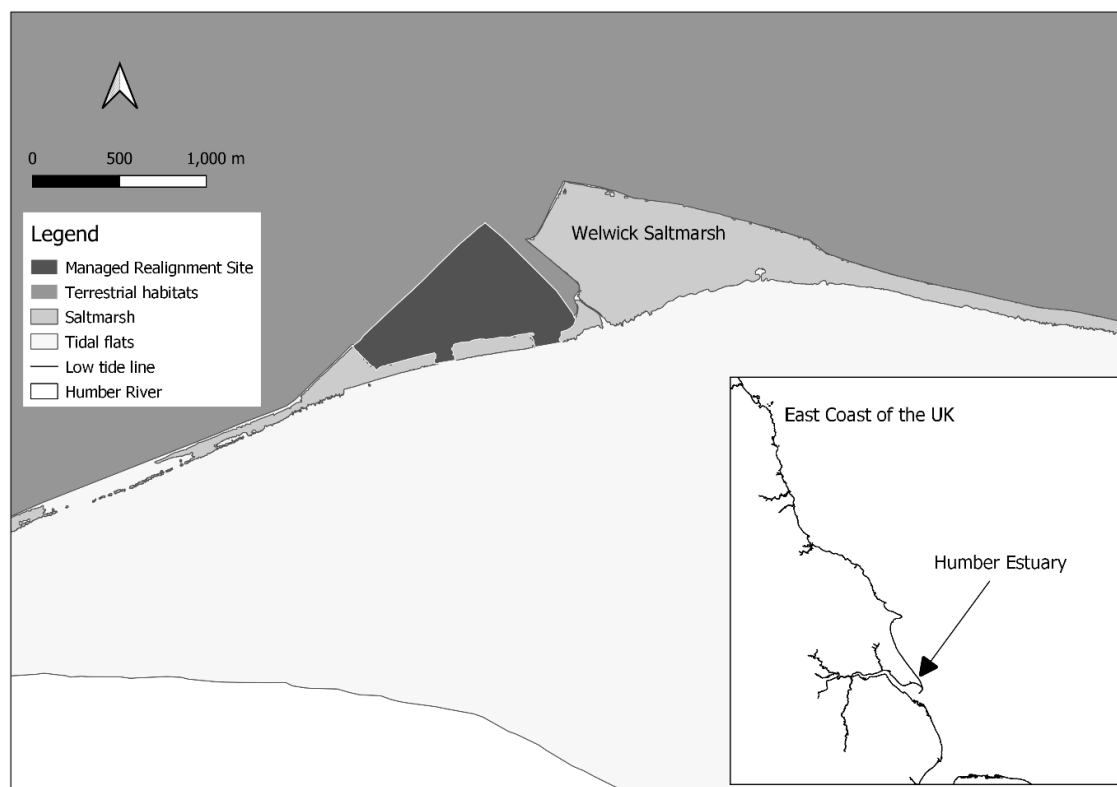 0 500 1,000 m
Legend
Managed Realignment Site
Terrestrial habitats
Saltmarsh
Tidal flats
Low tide line
Humber River
Welwick Saltmarsh
East Coast of the UK
Humber Estuary